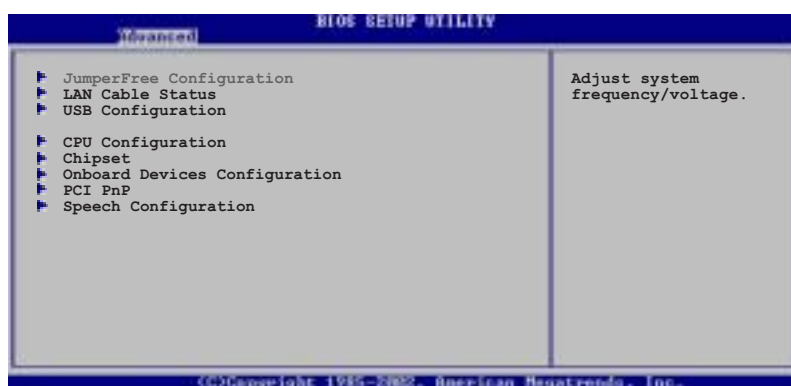 BIOS SETUP UTILITY
Advanced
JumperFree Configuration
LAN Cable Status
USB Configuration
CPU Configuration
Chipset
Onboard Devices Configuration
PCI PnP
Speech Configuration
Adjust system
frequency/voltage.
(C)Copyright 1985-2002, American Megatrends, Inc.